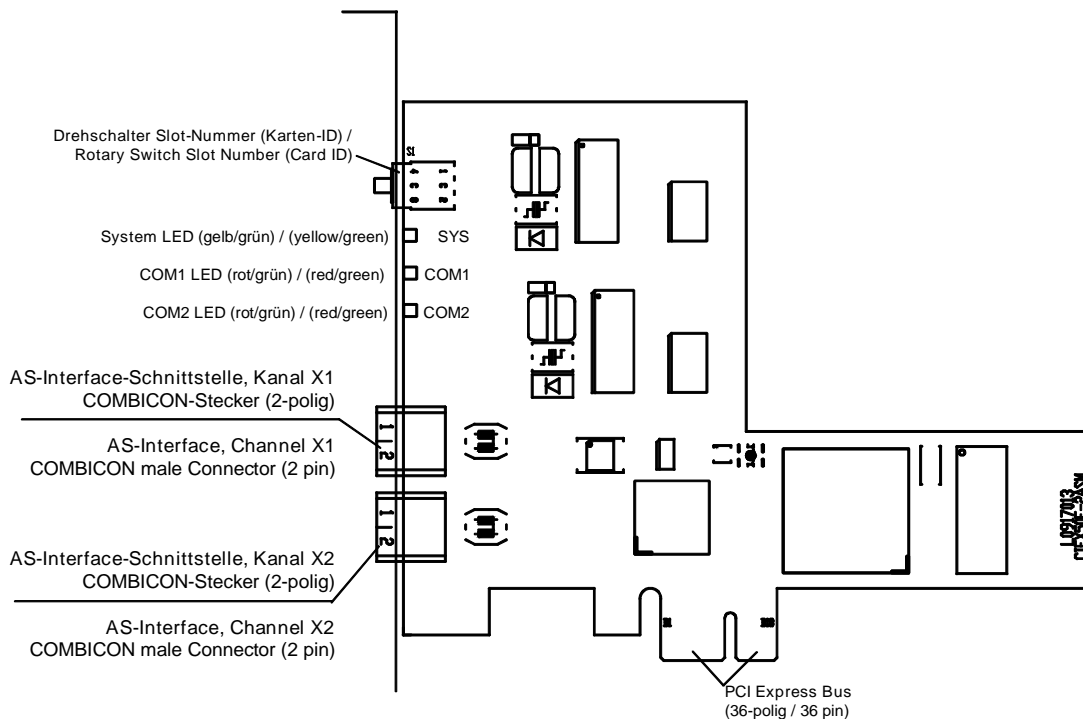 Drehschalter Slot-Nummer (Karten-ID) /
Rotary Switch Slot Number (Card ID)
S1
System LED (gelb/grün) / (yellow/green)
SYS
COM1 LED (rot/grün) / (red/green)
COM1
COM2 LED (rot/grün) / (red/green)
COM2
AS-Interface-Schnittstelle, Kanal X1
COMBICON-Stecker (2-polig)
AS-Interface, Channel X1
COMBICON male Connector (2 pin)
1
2
AS-Interface-Schnittstelle, Kanal X2
COMBICON-Stecker (2-polig)
AS-Interface, Channel X2
COMBICON male Connector (2 pin)
1
2
PCI Express Bus
(36-polig / 36 pin)